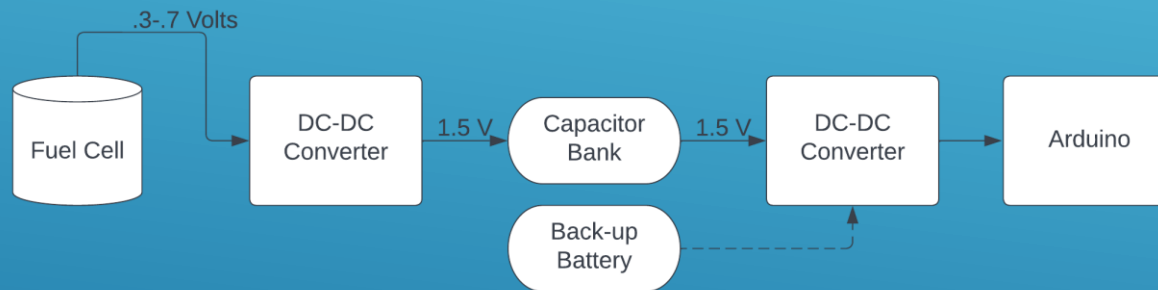 .3-.7 Volts
Fuel Cell
DC-DC
Converter
1.5 V
Capacitor
Bank
1.5 V
DC-DC
Converter
Arduino
Back-up
Battery